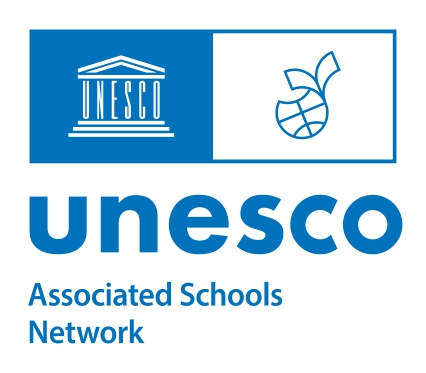 UNESCO
unesco
Associated Schools
Network